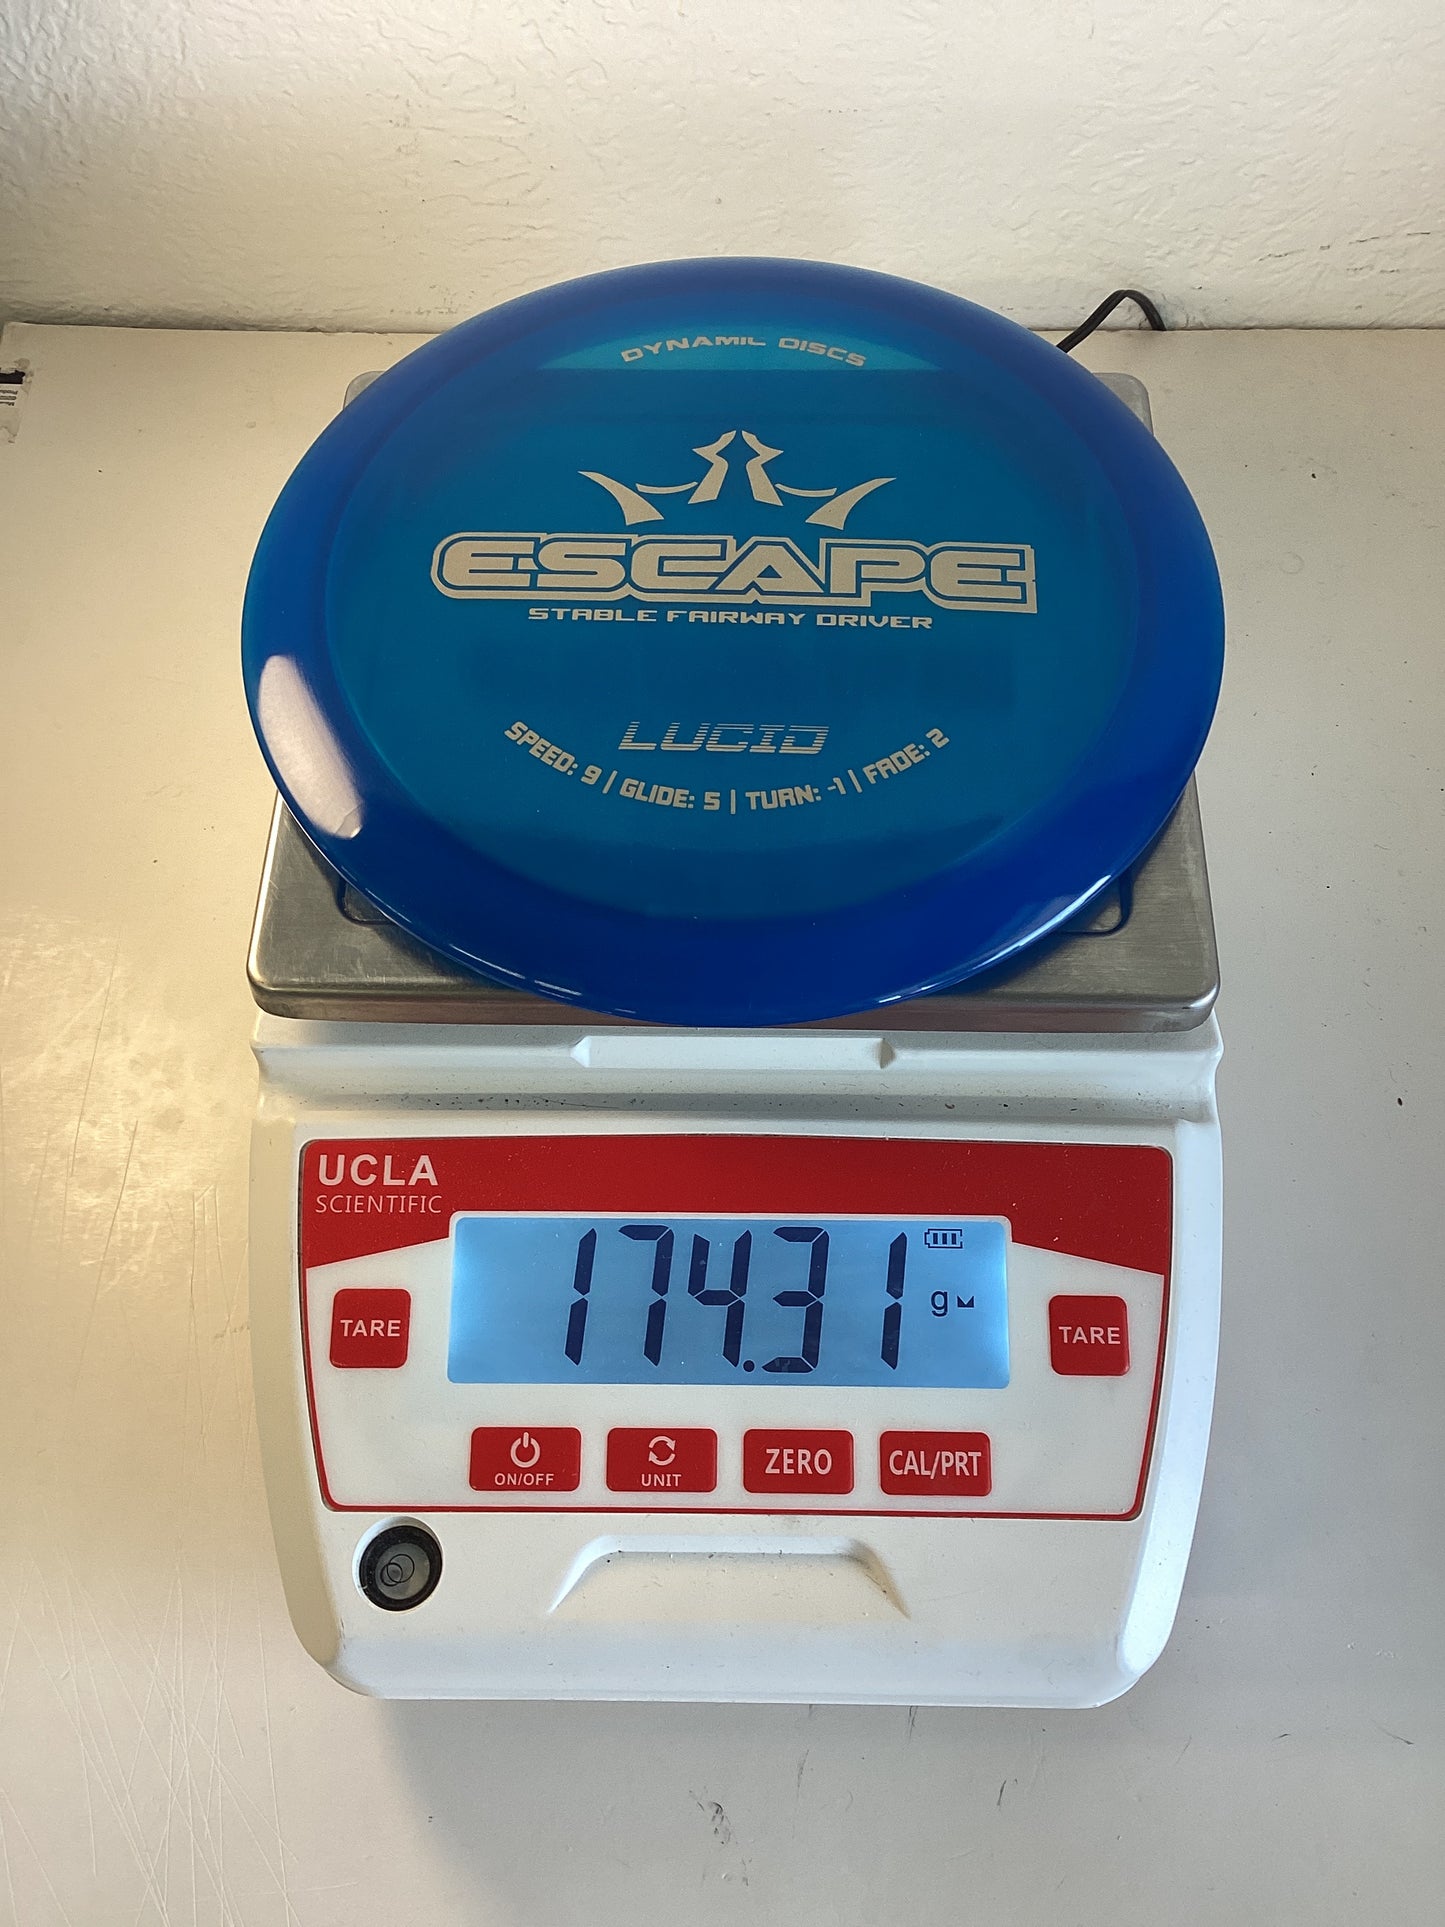 DYNAMIC DISCS
ESCAPE
STABLE FAIRWAY DRIVER
LUCID
SPEED: 9 | GLIDE: 5 | TURN: -1 | FADE: 2
UCLA
SCIENTIFIC
174.31
g
TARE
TARE
ON/OFF
UNIT
ZERO
CAL/PRT